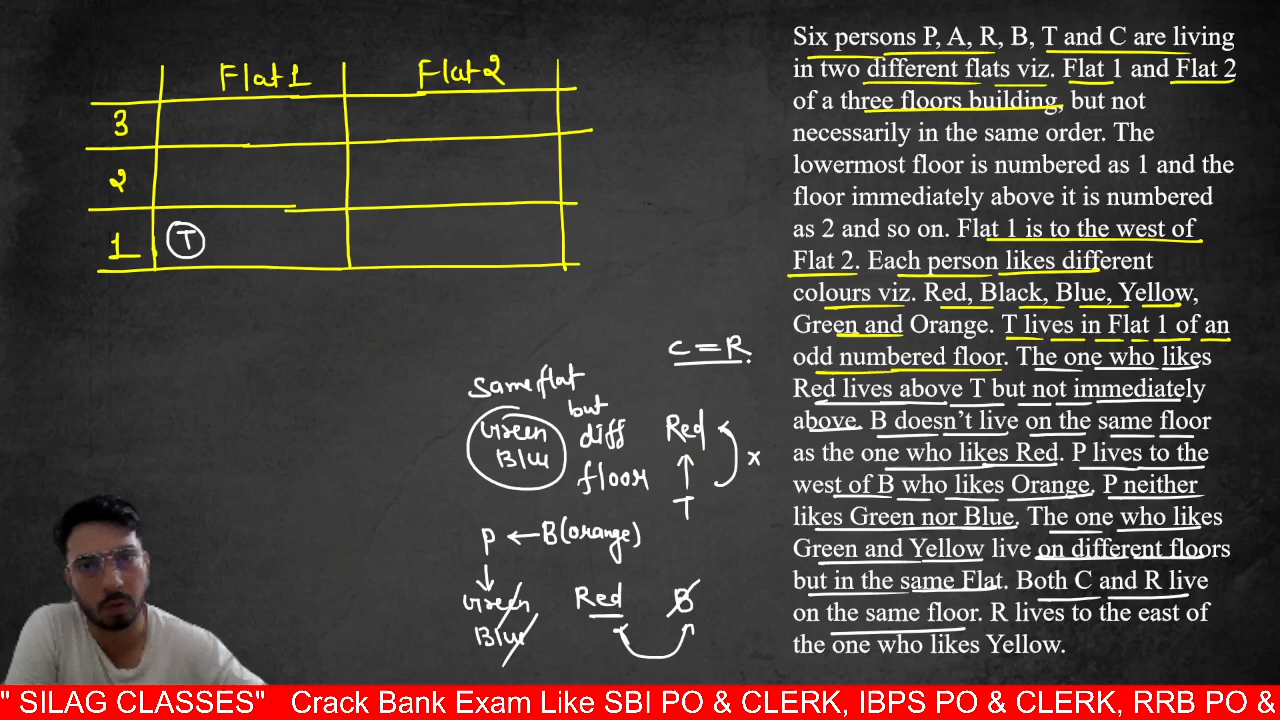 Flat 1 Flat 2
3
2
1 T
C = R
Same flat
but
Green diff Red
Blue floor x
T
P ← B(orange)
Green Red B
Blue
Six persons P, A, R, B, T and C are living
in two different flats viz. Flat 1 and Flat 2
of a three floors building, but not
necessarily in the same order. The
lowermost floor is numbered as 1 and the
floor immediately above it is numbered
as 2 and so on. Flat 1 is to the west of
Flat 2. Each person likes different
colours viz. Red, Black, Blue, Yellow,
Green and Orange. T lives in Flat 1 of an
odd numbered floor. The one who likes
Red lives above T but not immediately
above. B doesn’t live on the same floor
as the one who likes Red. P lives to the
west of B who likes Orange. P neither
likes Green nor Blue. The one who likes
Green and Yellow live on different floors
but in the same Flat. Both C and R live
on the same floor. R lives to the east of
the one who likes Yellow.
" SILAG CLASSES" Crack Bank Exam Like SBI PO & CLERK, IBPS PO & CLERK, RRB PO &